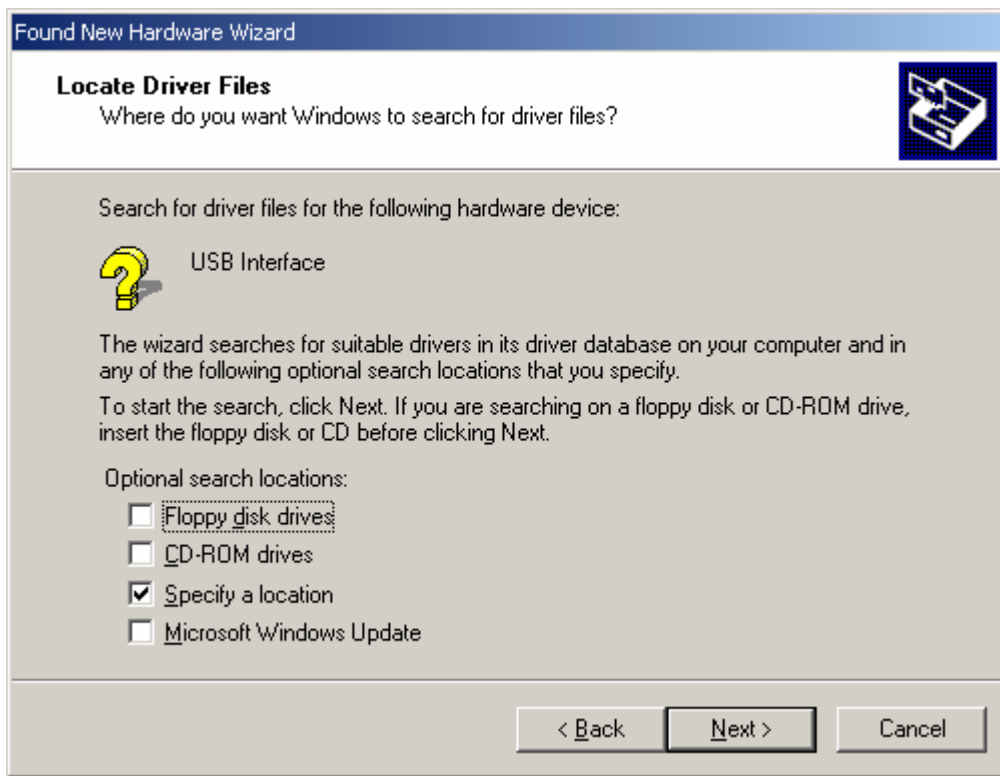 Found New Hardware Wizard
Locate Driver Files
Where do you want Windows to search for driver files?
Search for driver files for the following hardware device:
USB Interface
The wizard searches for suitable drivers in its driver database on your computer and in
any of the following optional search locations that you specify.
To start the search, click Next. If you are searching on a floppy disk or CD-ROM drive,
insert the floppy disk or CD before clicking Next.
Optional search locations:
Floppy disk drives
CD-ROM drives
Specify a location
Microsoft Windows Update
< Back Next > Cancel